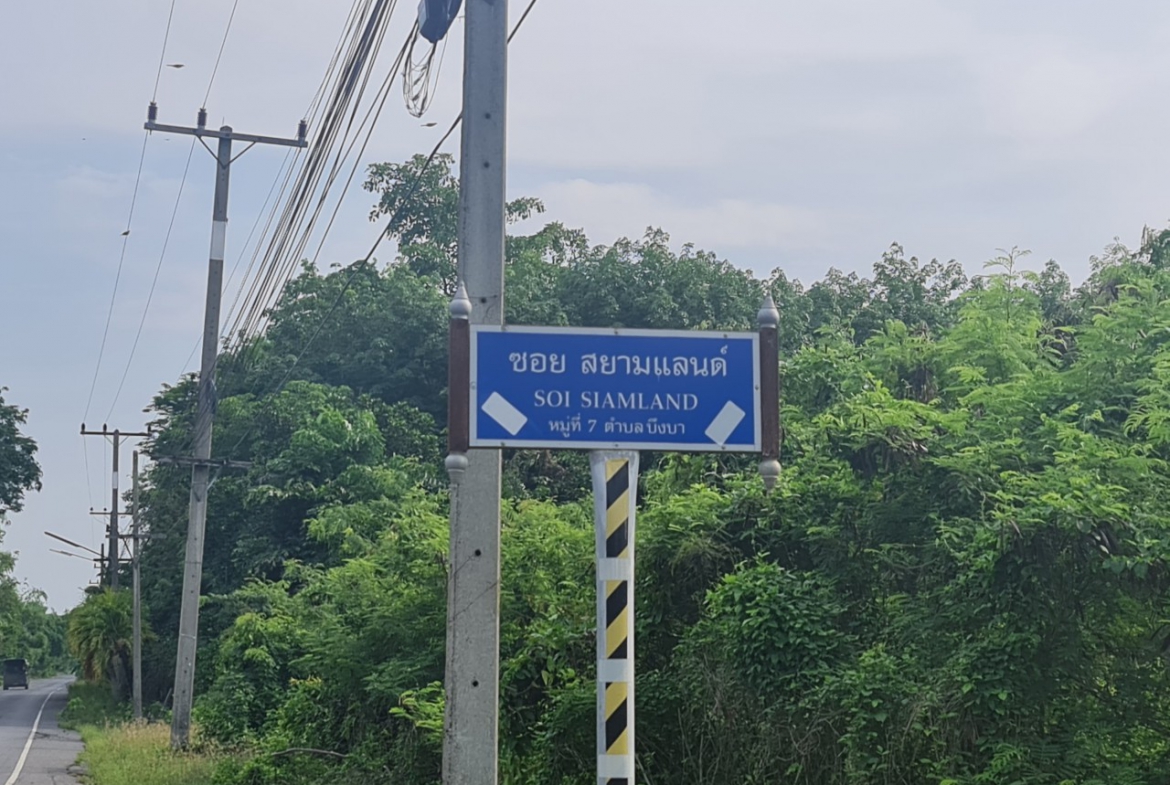 ซอย สยามแลนด์
SOI SIAMLAND
หมู่ที่ 7 ตำบล บึงบา